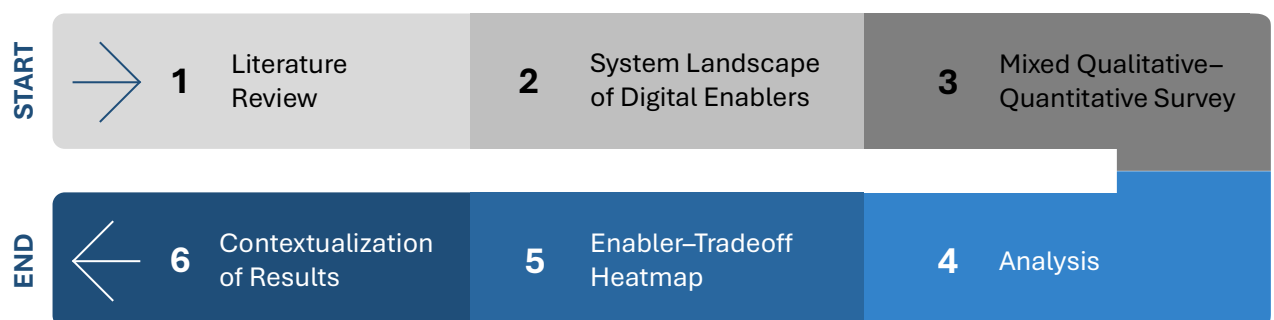 START
1
Literature
Review
2
System Landscape
of Digital Enablers
3
Mixed Qualitative–
Quantitative Survey
END
6
Contextualization
of Results
5
Enabler–Tradeoff
Heatmap
4
Analysis